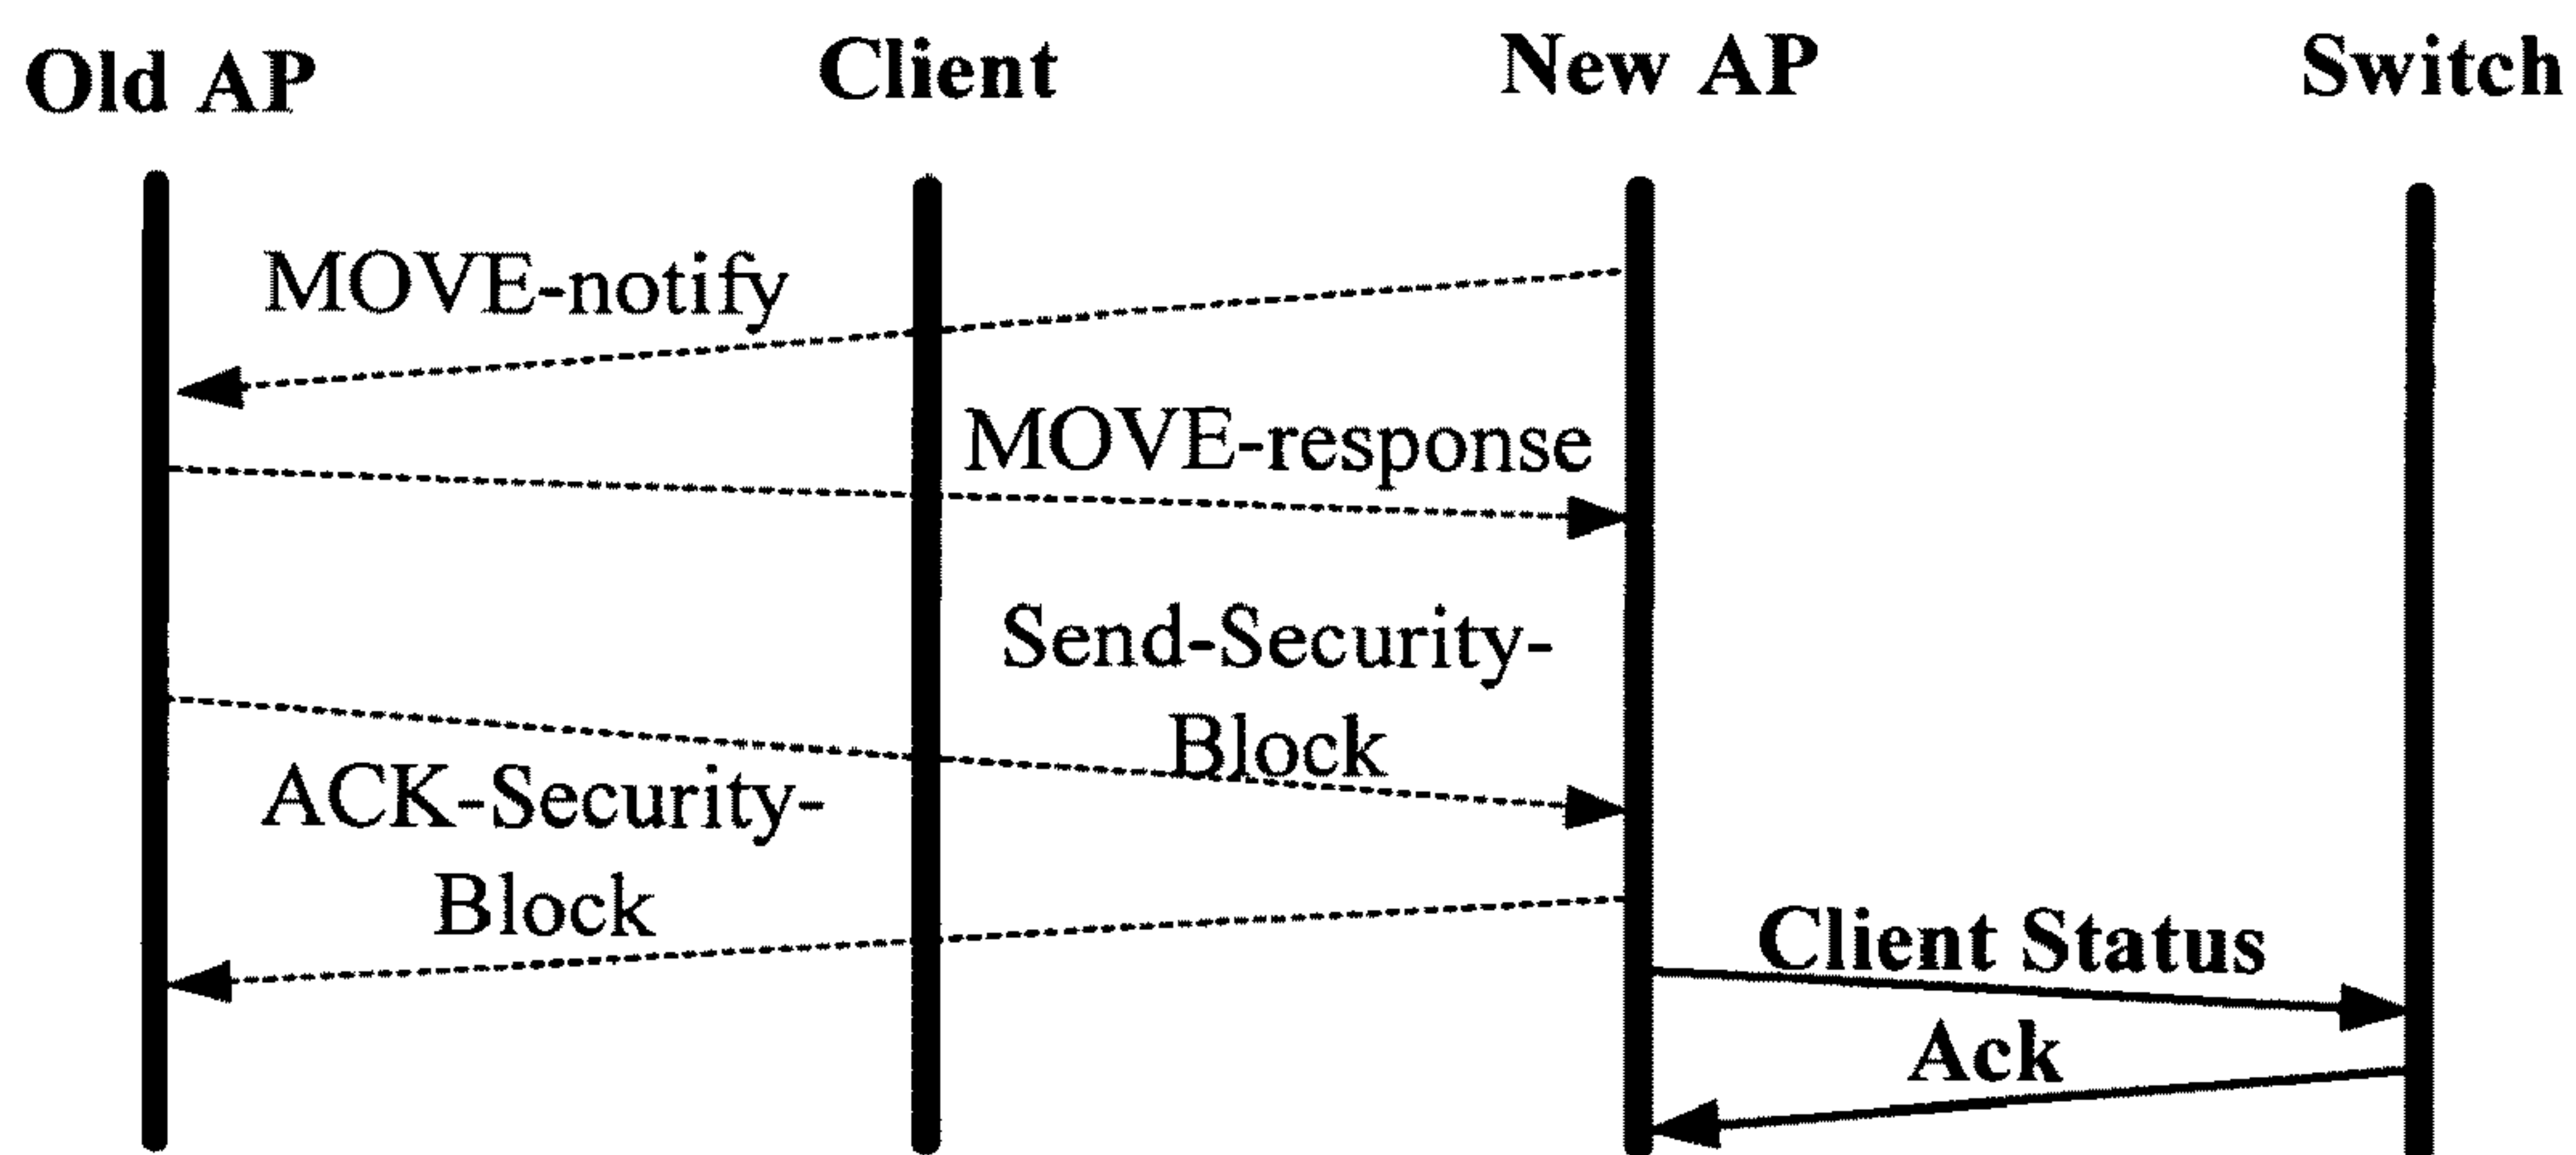 Old AP
Client
New AP
Switch
MOVE-notify
MOVE-response
Send-Security-
Block
ACK-Security-
Block
Client Status
Ack